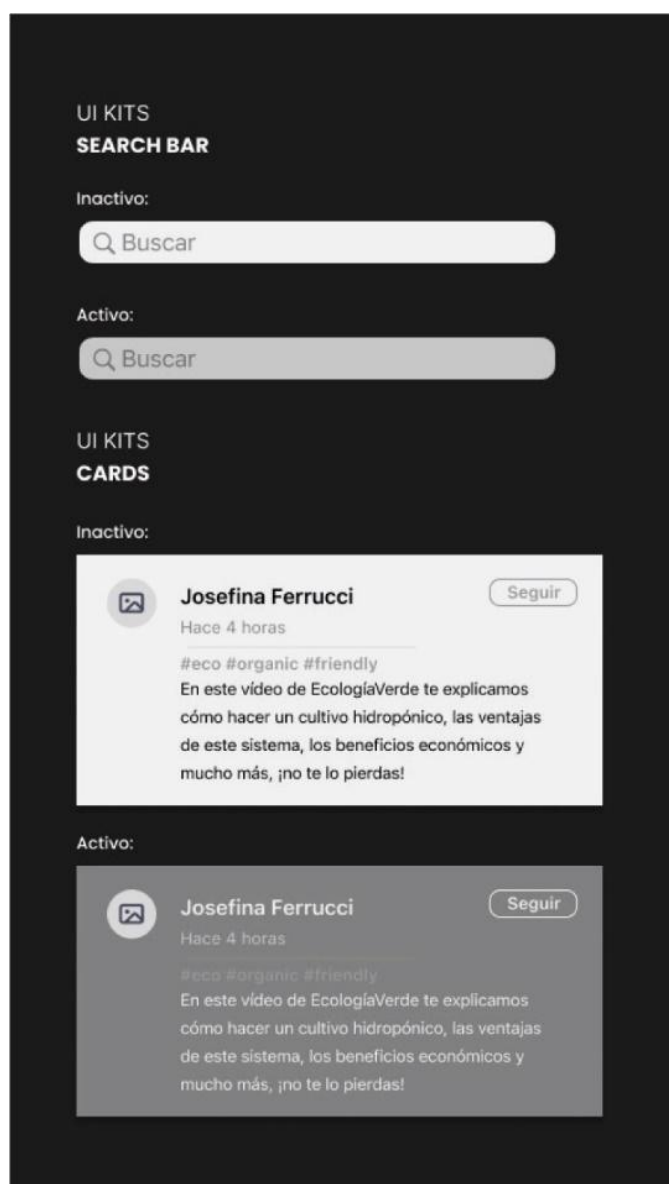 UI KITS
SEARCH BAR
Inactivo:
Buscar
Activo:
Buscar
UI KITS
CARDS
Inactivo:
Josefina Ferrucci
Seguir
Hace 4 horas
#eco #organic #friendly
En este vídeo de EcologíaVerde te explicamos
cómo hacer un cultivo hidropónico, las ventajas
de este sistema, los beneficios económicos y
mucho más, ¡no te lo pierdas!
Activo:
Josefina Ferrucci
Seguir
Hace 4 horas
#eco #organic #friendly
En este vídeo de EcologíaVerde te explicamos
cómo hacer un cultivo hidropónico, las ventajas
de este sistema, los beneficios económicos y
mucho más, ¡no te lo pierdas!